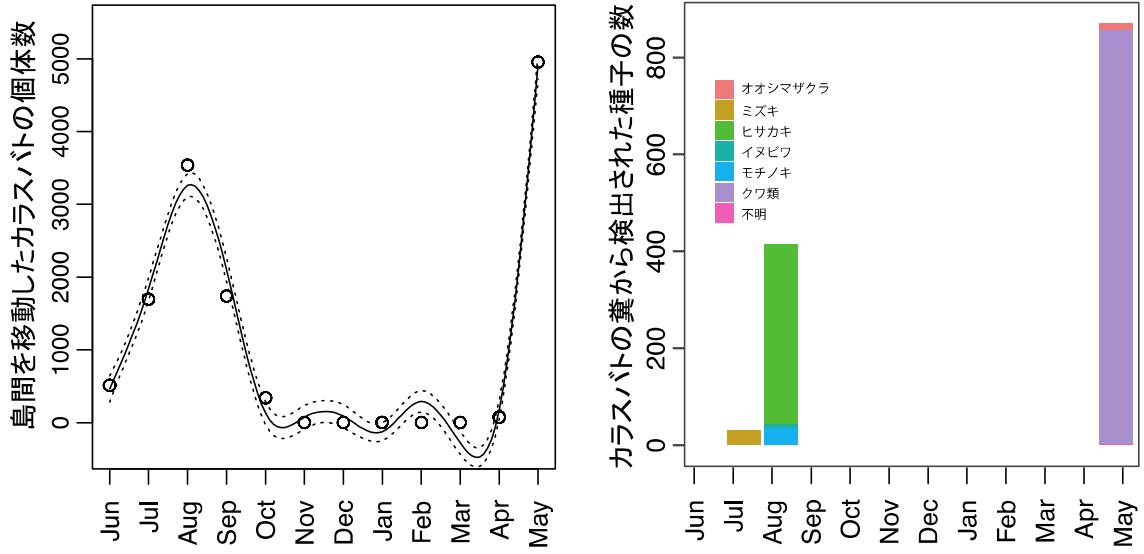 島間を移動したカラスバトの個体数
5000
4000
3000
2000
1000
0
Jun
Jul
Aug
Sep
Oct
Nov
Dec
Jan
Feb
Mar
Apr
May
カラスバトの糞から検出された種子の数
800
600
400
200
0
オオシマザクラ
ミズキ
ヒサカキ
イヌビワ
モチノキ
クワ類
不明
Jun
Jul
Aug
Sep
Oct
Nov
Dec
Jan
Feb
Mar
Apr
May